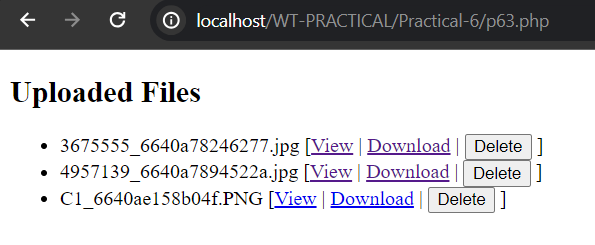 localhost/WT-PRACTICAL/Practical-6/p63.php
Uploaded Files
3675555_6640a78246277.jpg [View | Download | Delete ]
4957139_6640a7894522a.jpg [View | Download | Delete ]
C1_6640ae158b04f.PNG [View | Download | Delete ]